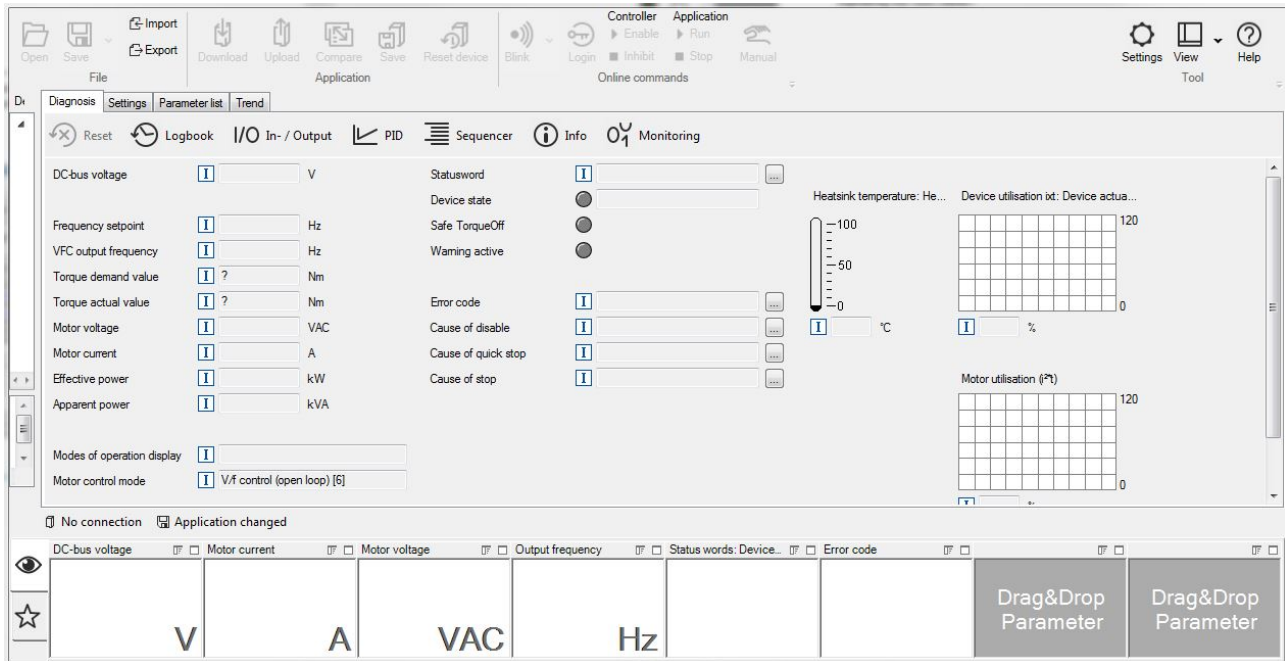 Open
Save
Import
Export
File
Download
Upload
Compare
Save
Reset device
Application
Blink
Login
Controller
Enable
Inhibit
Application
Run
Stop
Manual
Online commands
Settings
View
Help
Tool
Diagnosis Settings Parameter list Trend
Reset Logbook I/O In- / Output PID Sequencer Info Monitoring
DC-bus voltage I V
Frequency setpoint I Hz
VFC output frequency I Hz
Torque demand value I ? Nm
Torque actual value I ? Nm
Motor voltage I VAC
Motor current I A
Effective power I kW
Apparent power I kVA
Modes of operation display I
Motor control mode I V/f control (open loop) [6]
Statusword I ...
Device state
Safe TorqueOff
Warning active
Error code I ...
Cause of disable I ...
Cause of quick stop I ...
Cause of stop I ...
Heatsink temperature: He...
100
50
0
I °C
Device utilisation ixt: Device actua...
120
0
I %
Motor utilisation (i²t)
120
0
No connection Application changed
DC-bus voltage
V
Motor current
A
Motor voltage
VAC
Output frequency
Hz
Status words: Device...
Error code
Drag&Drop
Parameter
Drag&Drop
Parameter